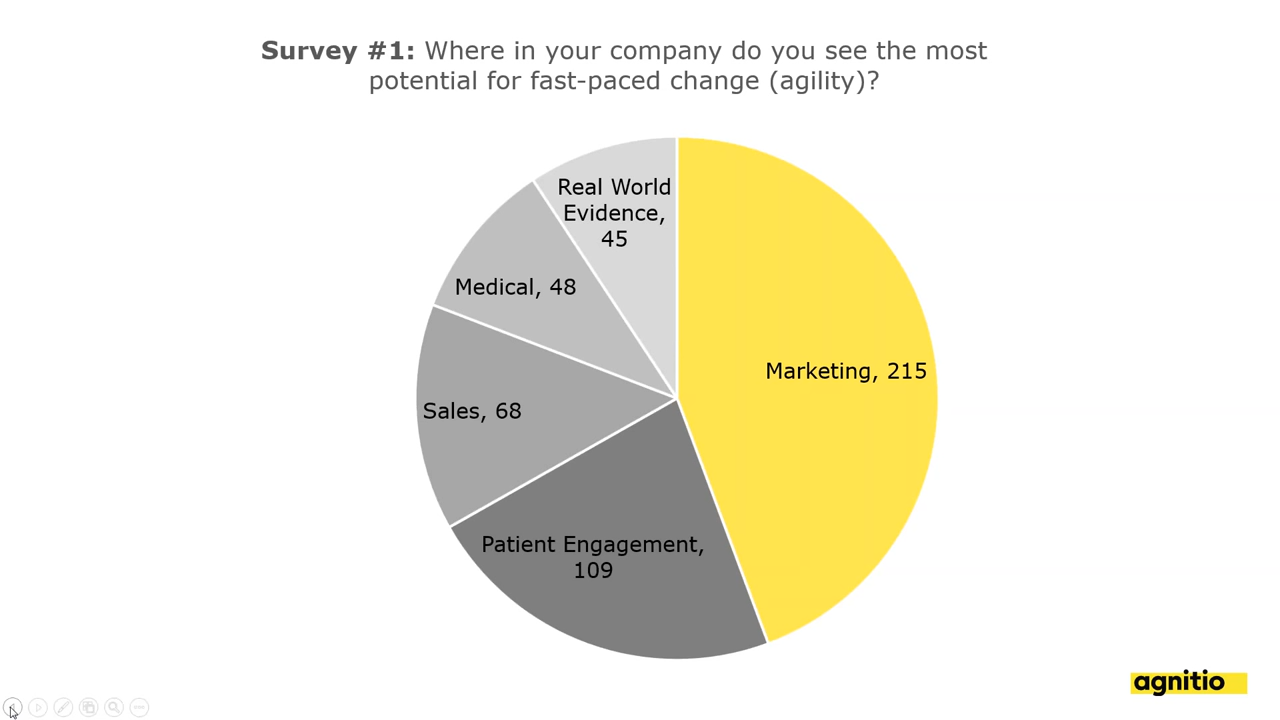 Survey #1: Where in your company do you see the most
potential for fast-paced change (agility)?
Real World
Evidence,
45
Medical, 48
Marketing, 215
Sales, 68
Patient Engagement,
109
agnitio